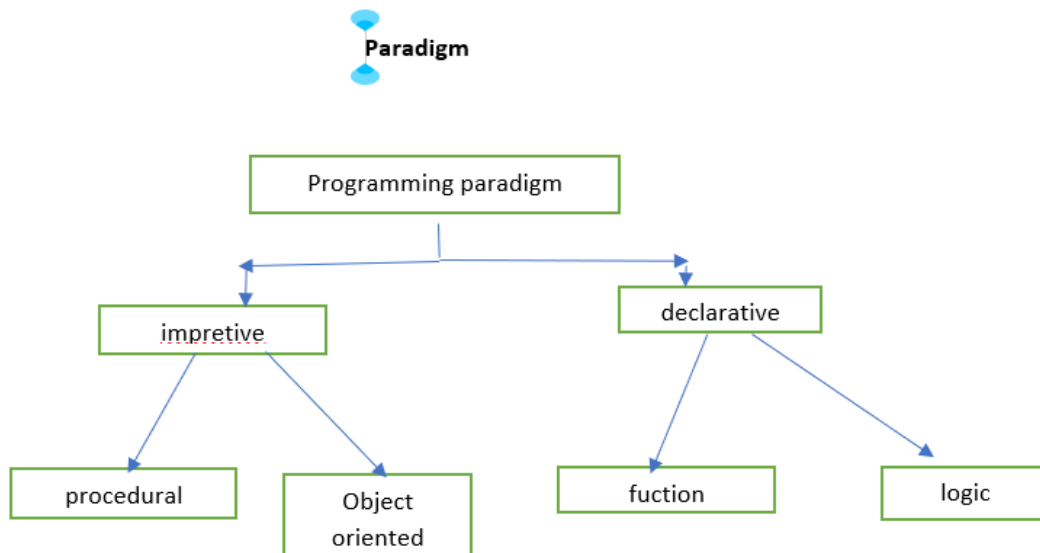 Paradigm
Programming paradigm
impretive
declarative
procedural
Object
oriented
fuction
logic